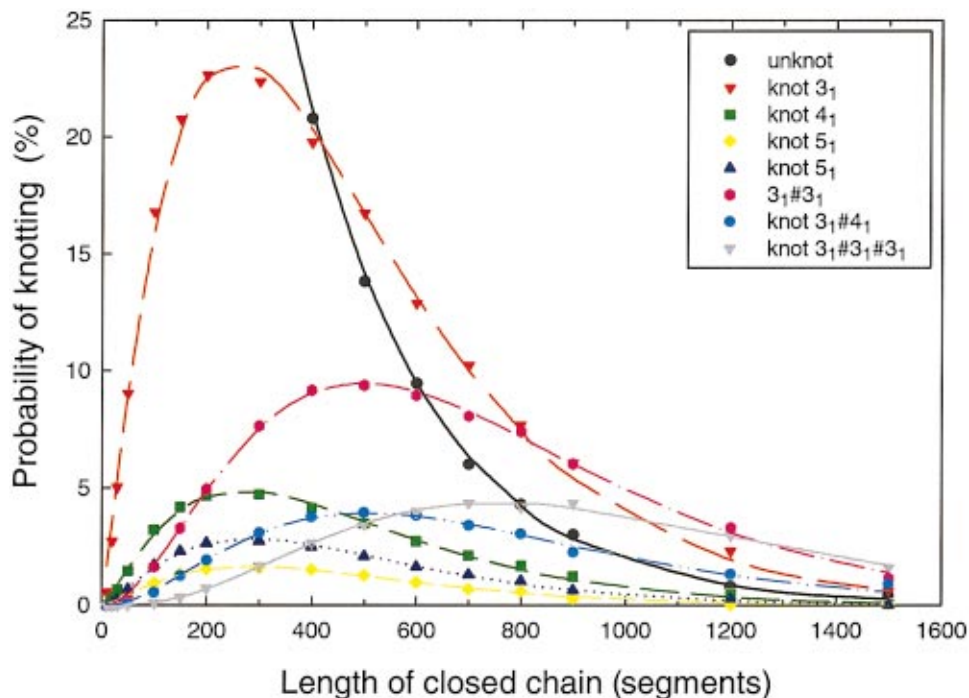 25
20
15
10
5
0
0 200 400 600 800 1000 1200 1400 1600
Probability of knotting (%)
Length of closed chain (segments)
unknot
knot 3₁
knot 4₁
knot 5₁
knot 5₁
3₁#3₁
knot 3₁#4₁
knot 3₁#3₁#3₁